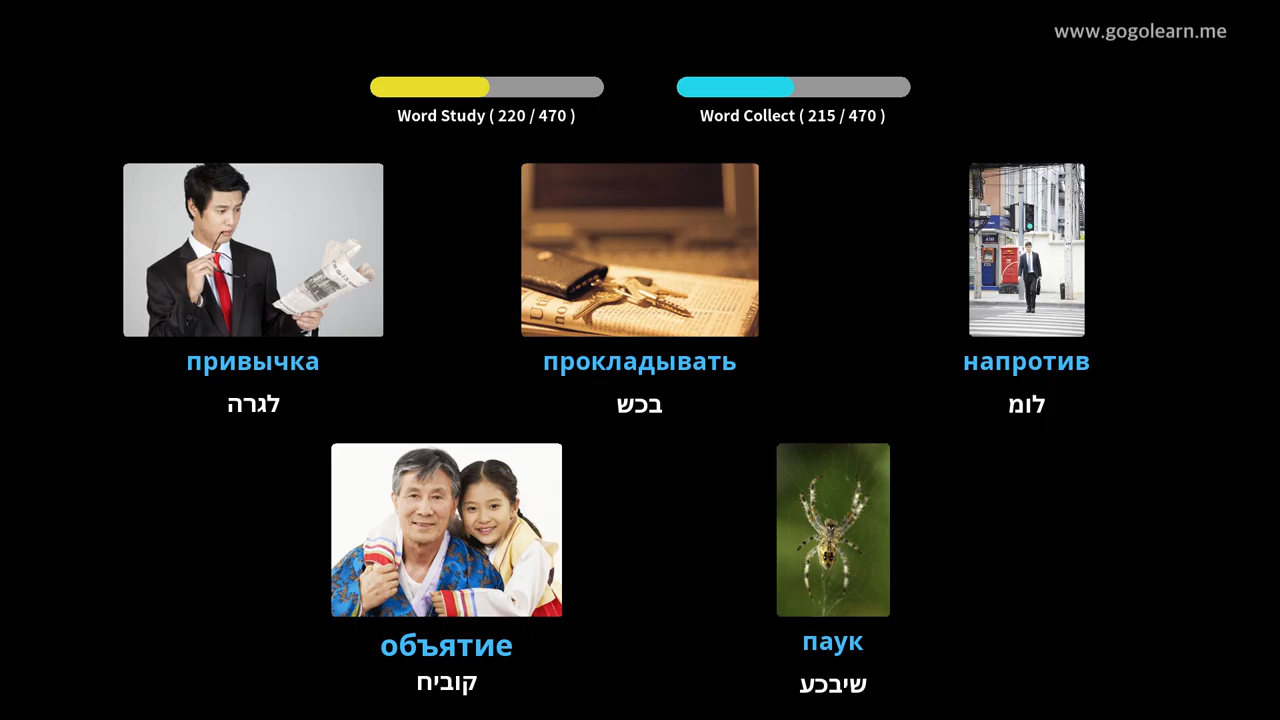 www.gogolearn.me
Word Study ( 220 / 470 )
Word Collect ( 215 / 470 )
привычка
прокладывать
напротив
לגרה
בכש
לומ
объятие
паук
קוביח
שיבכע